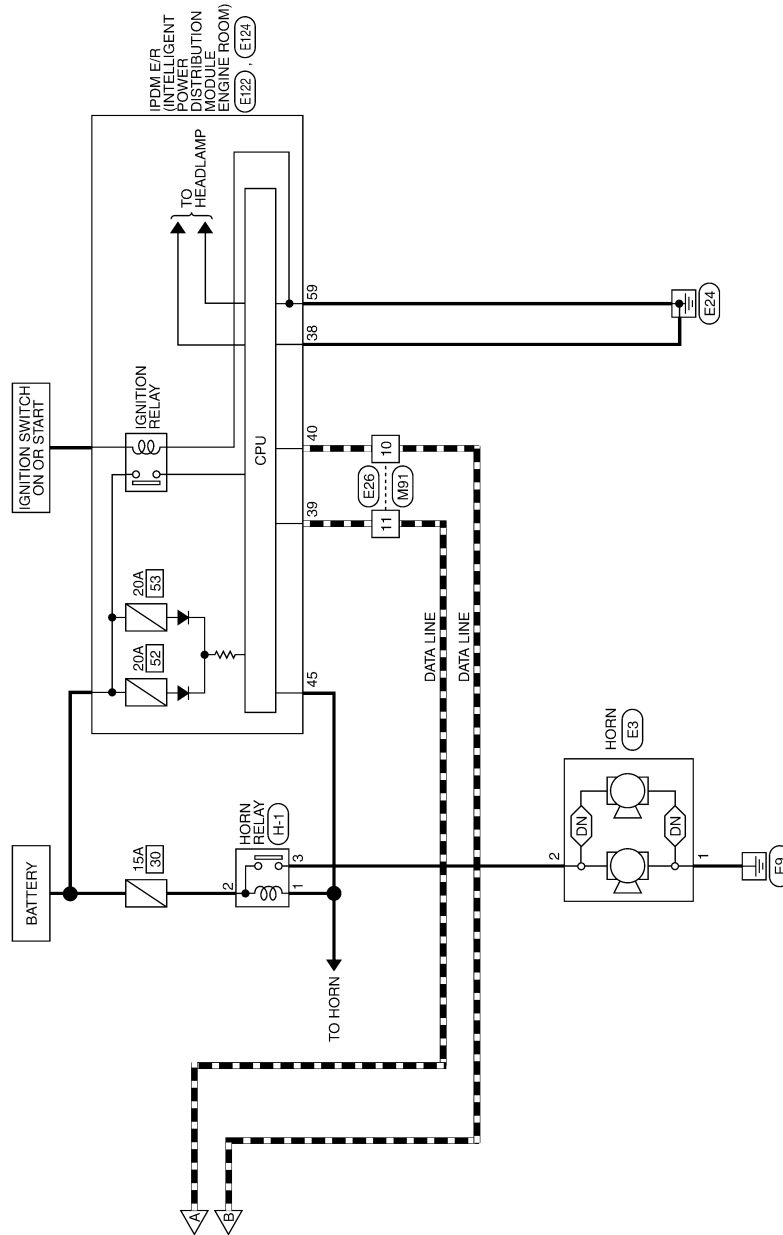 BATTERY
IGNITION SWITCH
ON OR START
15A
30
20A
52
20A
53
IGNITION
RELAY
TO
HEADLAMP
IPDM E/R
(INTELLIGENT
POWER
DISTRIBUTION
MODULE
ENGINE ROOM)
E122 , E124
CPU
HORN
RELAY
H-1
2
1
3
45
39
40
38
59
TO HORN
11
10
E26
M91
DATA LINE
DATA LINE
A
B
HORN
E3
2
DN
DN
1
E9
E24